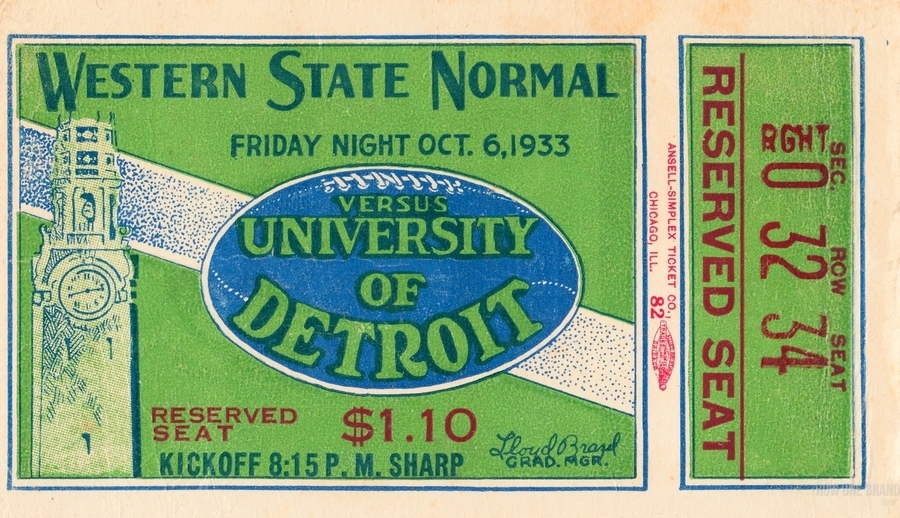 WESTERN STATE NORMAL
FRIDAY NIGHT OCT. 6, 1933
VERSUS
UNIVERSITY
OF
DETROIT
RESERVED
SEAT
$1.10
KICKOFF 8:15 P. M. SHARP
Lloyd Brazil
GRAD. MGR.
ANSELL-SIMPLEX TICKET CO.,
CHICAGO, ILL.
82
SEC. ROW SEAT
RGHT
0 32 34
RESERVED SEAT